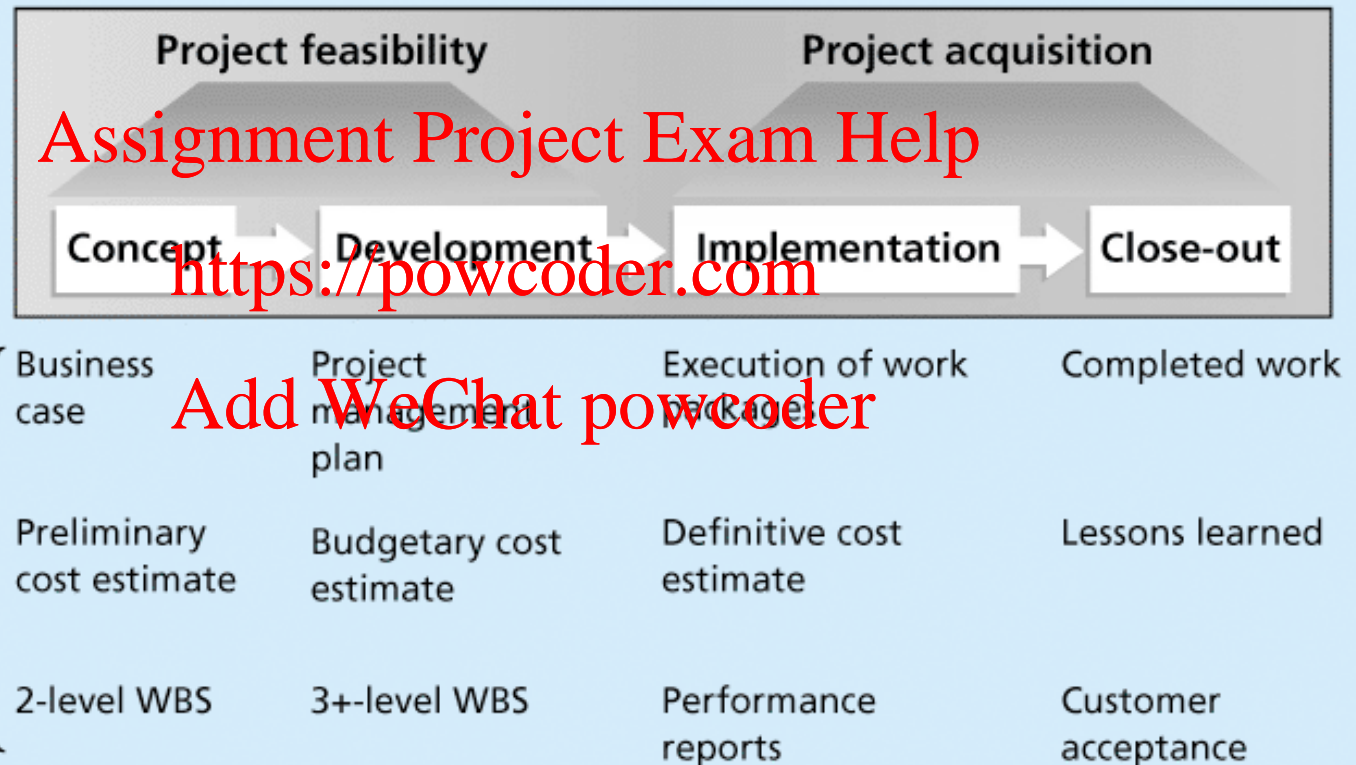 Project feasibility
Project acquisition
Assignment Project Exam Help
Concept
Development
Implementation
Close-out
https://powcoder.com
Business
case
Project
management
plan
Execution of work
packages
Completed work
Add WeChat powcoder
Preliminary
cost estimate
Budgetary cost
estimate
Definitive cost
estimate
Lessons learned
2-level WBS
3+-level WBS
Performance
reports
Customer
acceptance